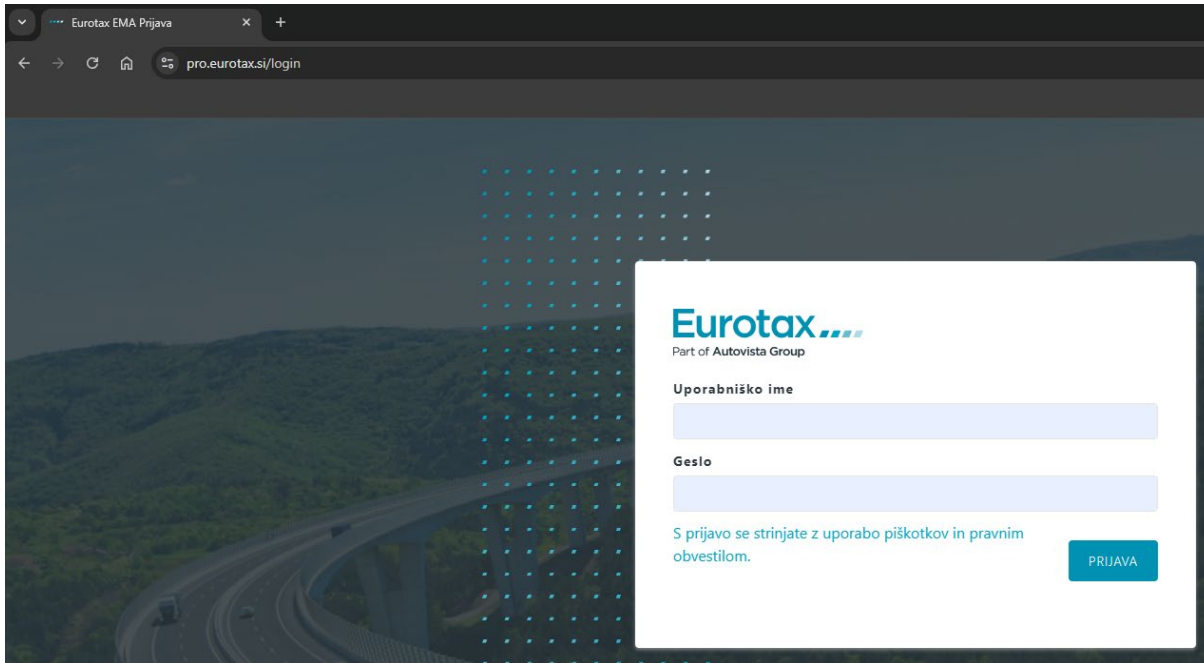 Eurotax EMA Prijava
pro.eurotax.si/login
Eurotax
Part of Autovista Group
Uporabniško ime
Geslo
S prijavo se strinjate z uporabo piškotkov in pravnim
obvestilom.
PRIJAVA